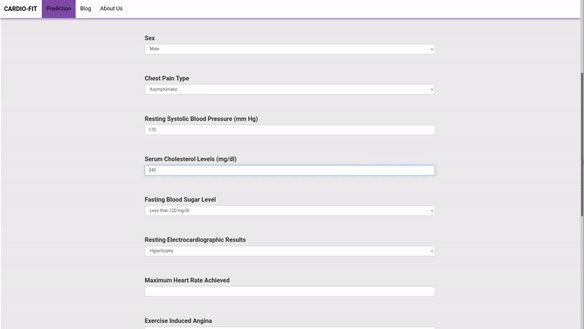 CARDIO-FIT Prediction Blog About Us
Sex
Male
Chest Pain Type
Asymptomatic
Resting Systolic Blood Pressure (mm Hg)
170
Serum Cholesterol Levels (mg/dl)
240
Fasting Blood Sugar Level
Less than 120 mg/dl
Resting Electrocardiographic Results
Hypertrophy
Maximum Heart Rate Achieved
Exercise Induced Angina